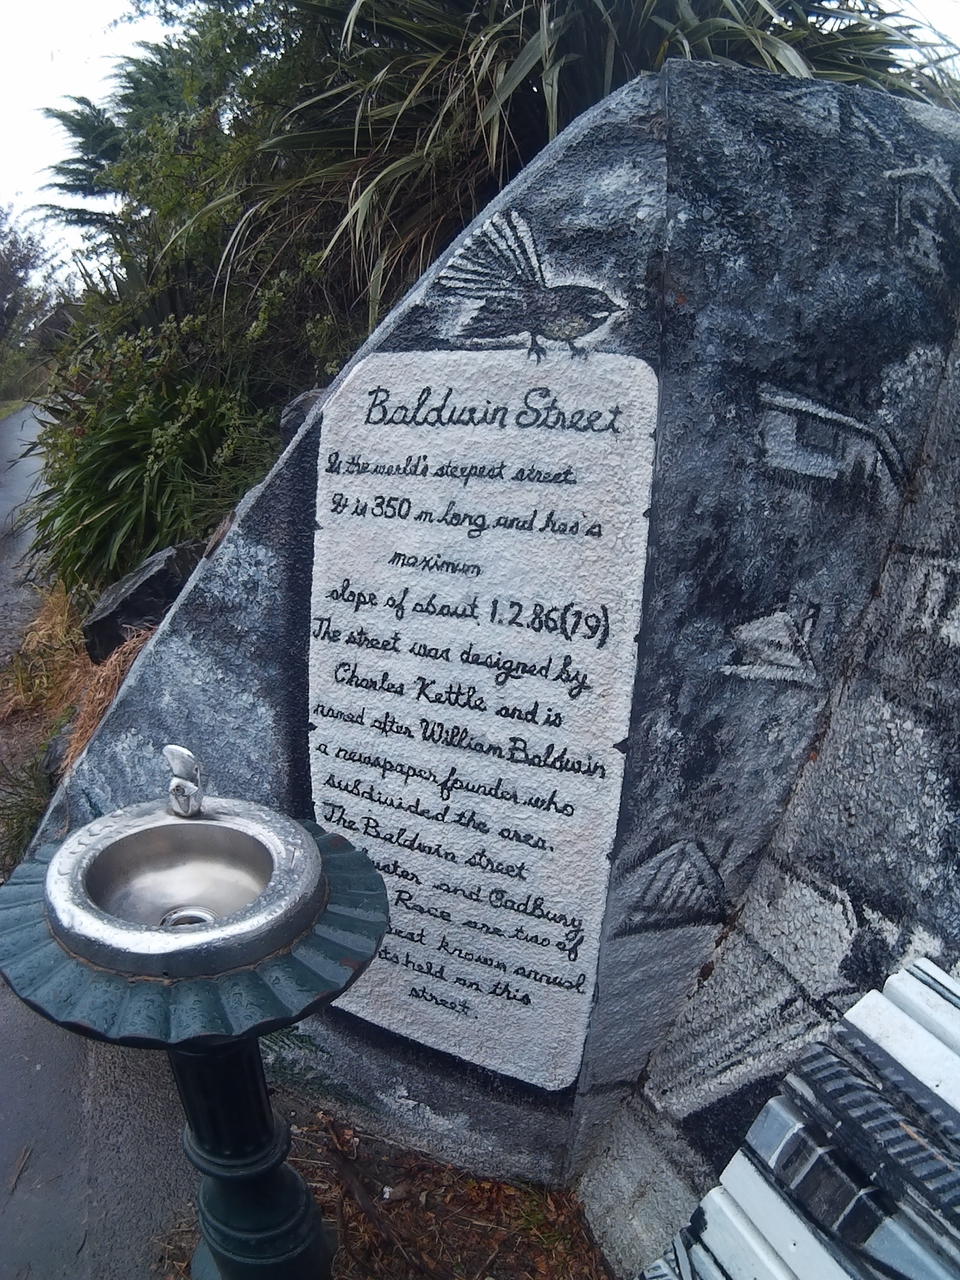 Baldwin Street
Is the world's steepest street.
It is 350 m long and has a
maximum
slope of about 1.2.86(19)
The street was designed by
Charles Kettle and is
named after William Baldwin
a newspaper founder who
subdivided the area.
The Baldwin street
and Cadbury
Race are two of
known annual
held on this
street.